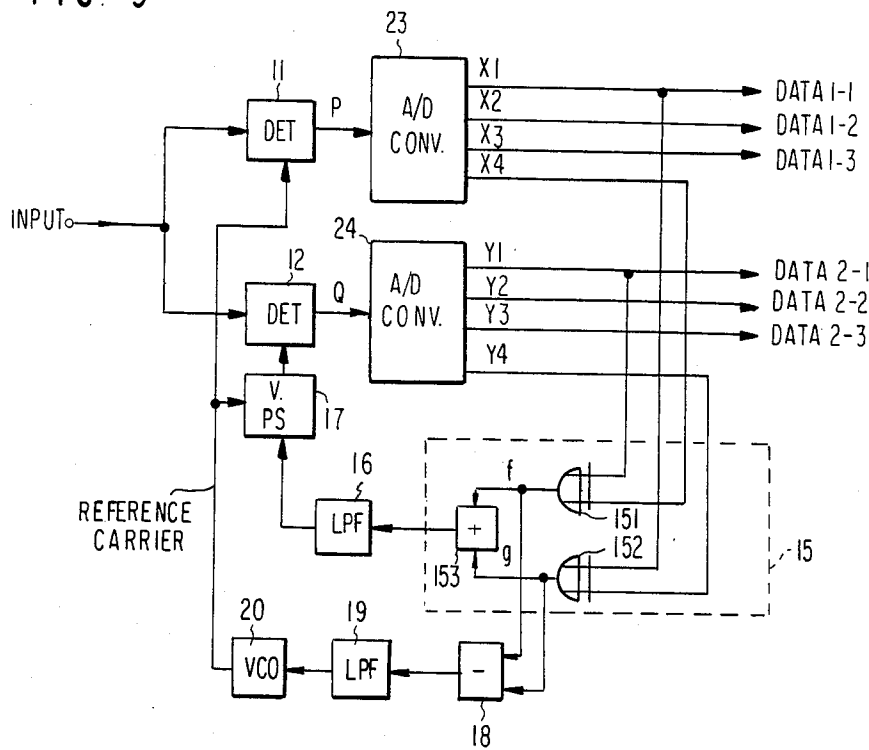 11
DET
P
23
A/D
CONV.
X1
X2
X3
X4
DATA 1-1
DATA 1-2
DATA 1-3
INPUT
12
DET
Q
24
A/D
CONV.
Y1
Y2
Y3
Y4
DATA 2-1
DATA 2-2
DATA 2-3
V.
PS
17
REFERENCE
CARRIER
16
LPF
f
+
g
153
151
152
15
20
VCO
19
LPF
-
18